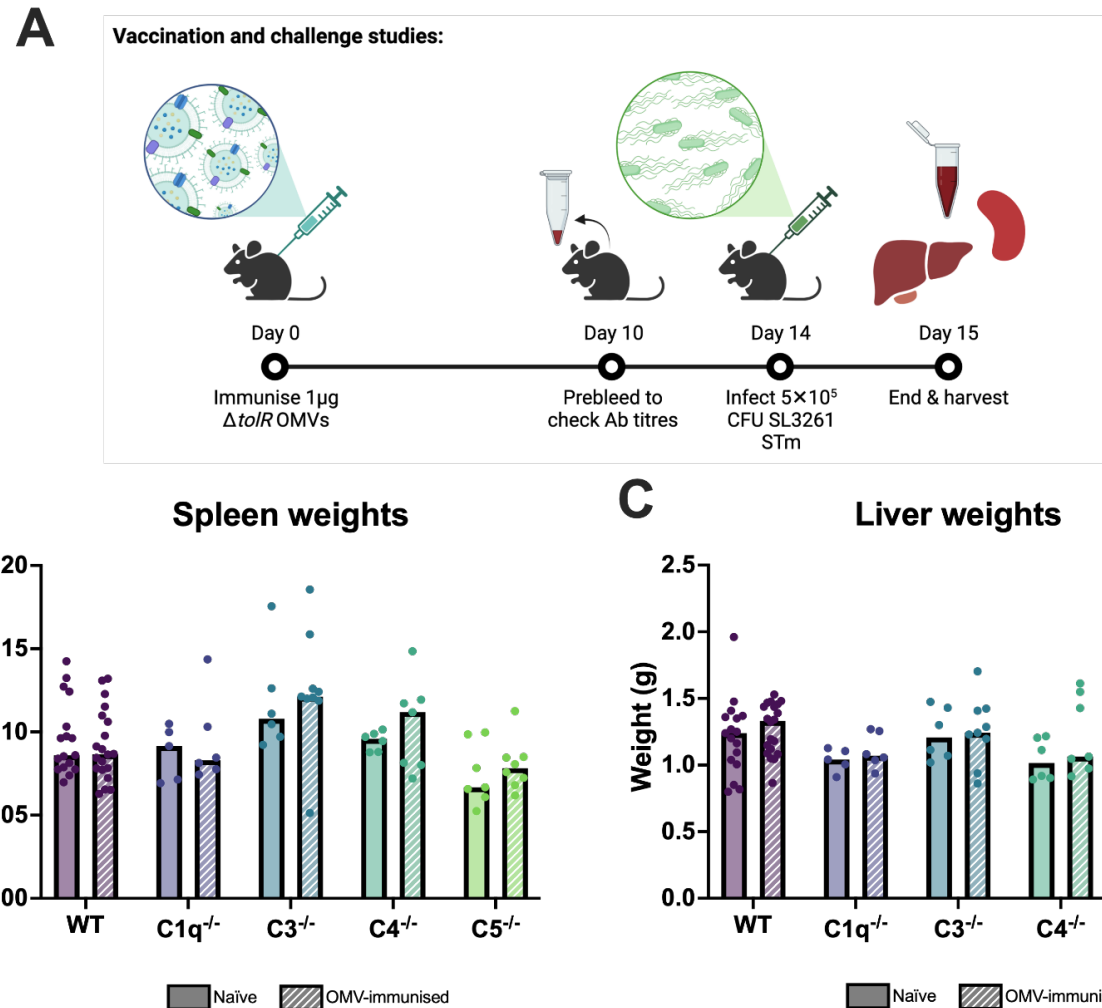 A
Vaccination and challenge studies:
Day 0
Day 10
Day 14
Day 15
Immunise 1µg
ΔtolR OMVs
Prebleed to
check Ab titres
Infect 5×10⁵
CFU SL3261
STm
End & harvest
Spleen weights
20
15
10
05
00
WT
C1q⁻/⁻
C3⁻/⁻
C4⁻/⁻
C5⁻/⁻
Naïve
OMV-immunised
C
Liver weights
Weight (g)
2.5
2.0
1.5
1.0
0.5
0.0
WT
C1q⁻/⁻
C3⁻/⁻
C4⁻/⁻
Naïve
OMV-immuni